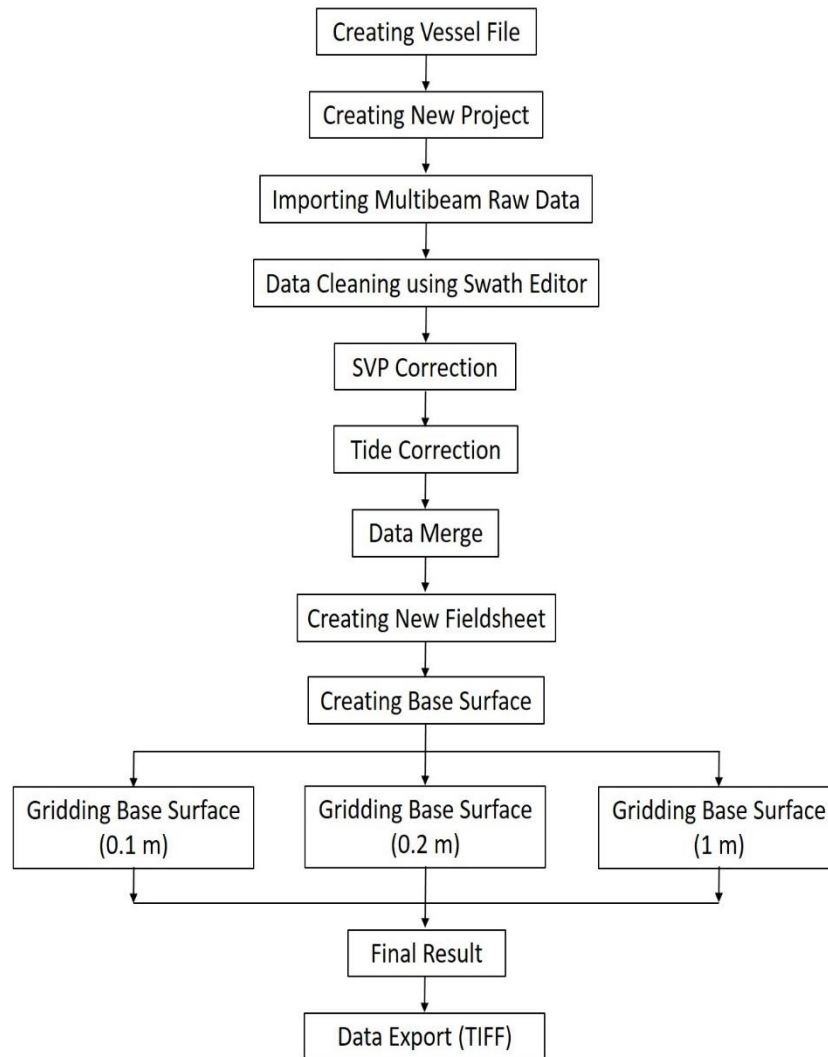 Creating Vessel File
Creating New Project
Importing Multibeam Raw Data
Data Cleaning using Swath Editor
SVP Correction
Tide Correction
Data Merge
Creating New Fieldsheet
Creating Base Surface
Gridding Base Surface
(0.1 m)
Gridding Base Surface
(0.2 m)
Gridding Base Surface
(1 m)
Final Result
Data Export (TIFF)